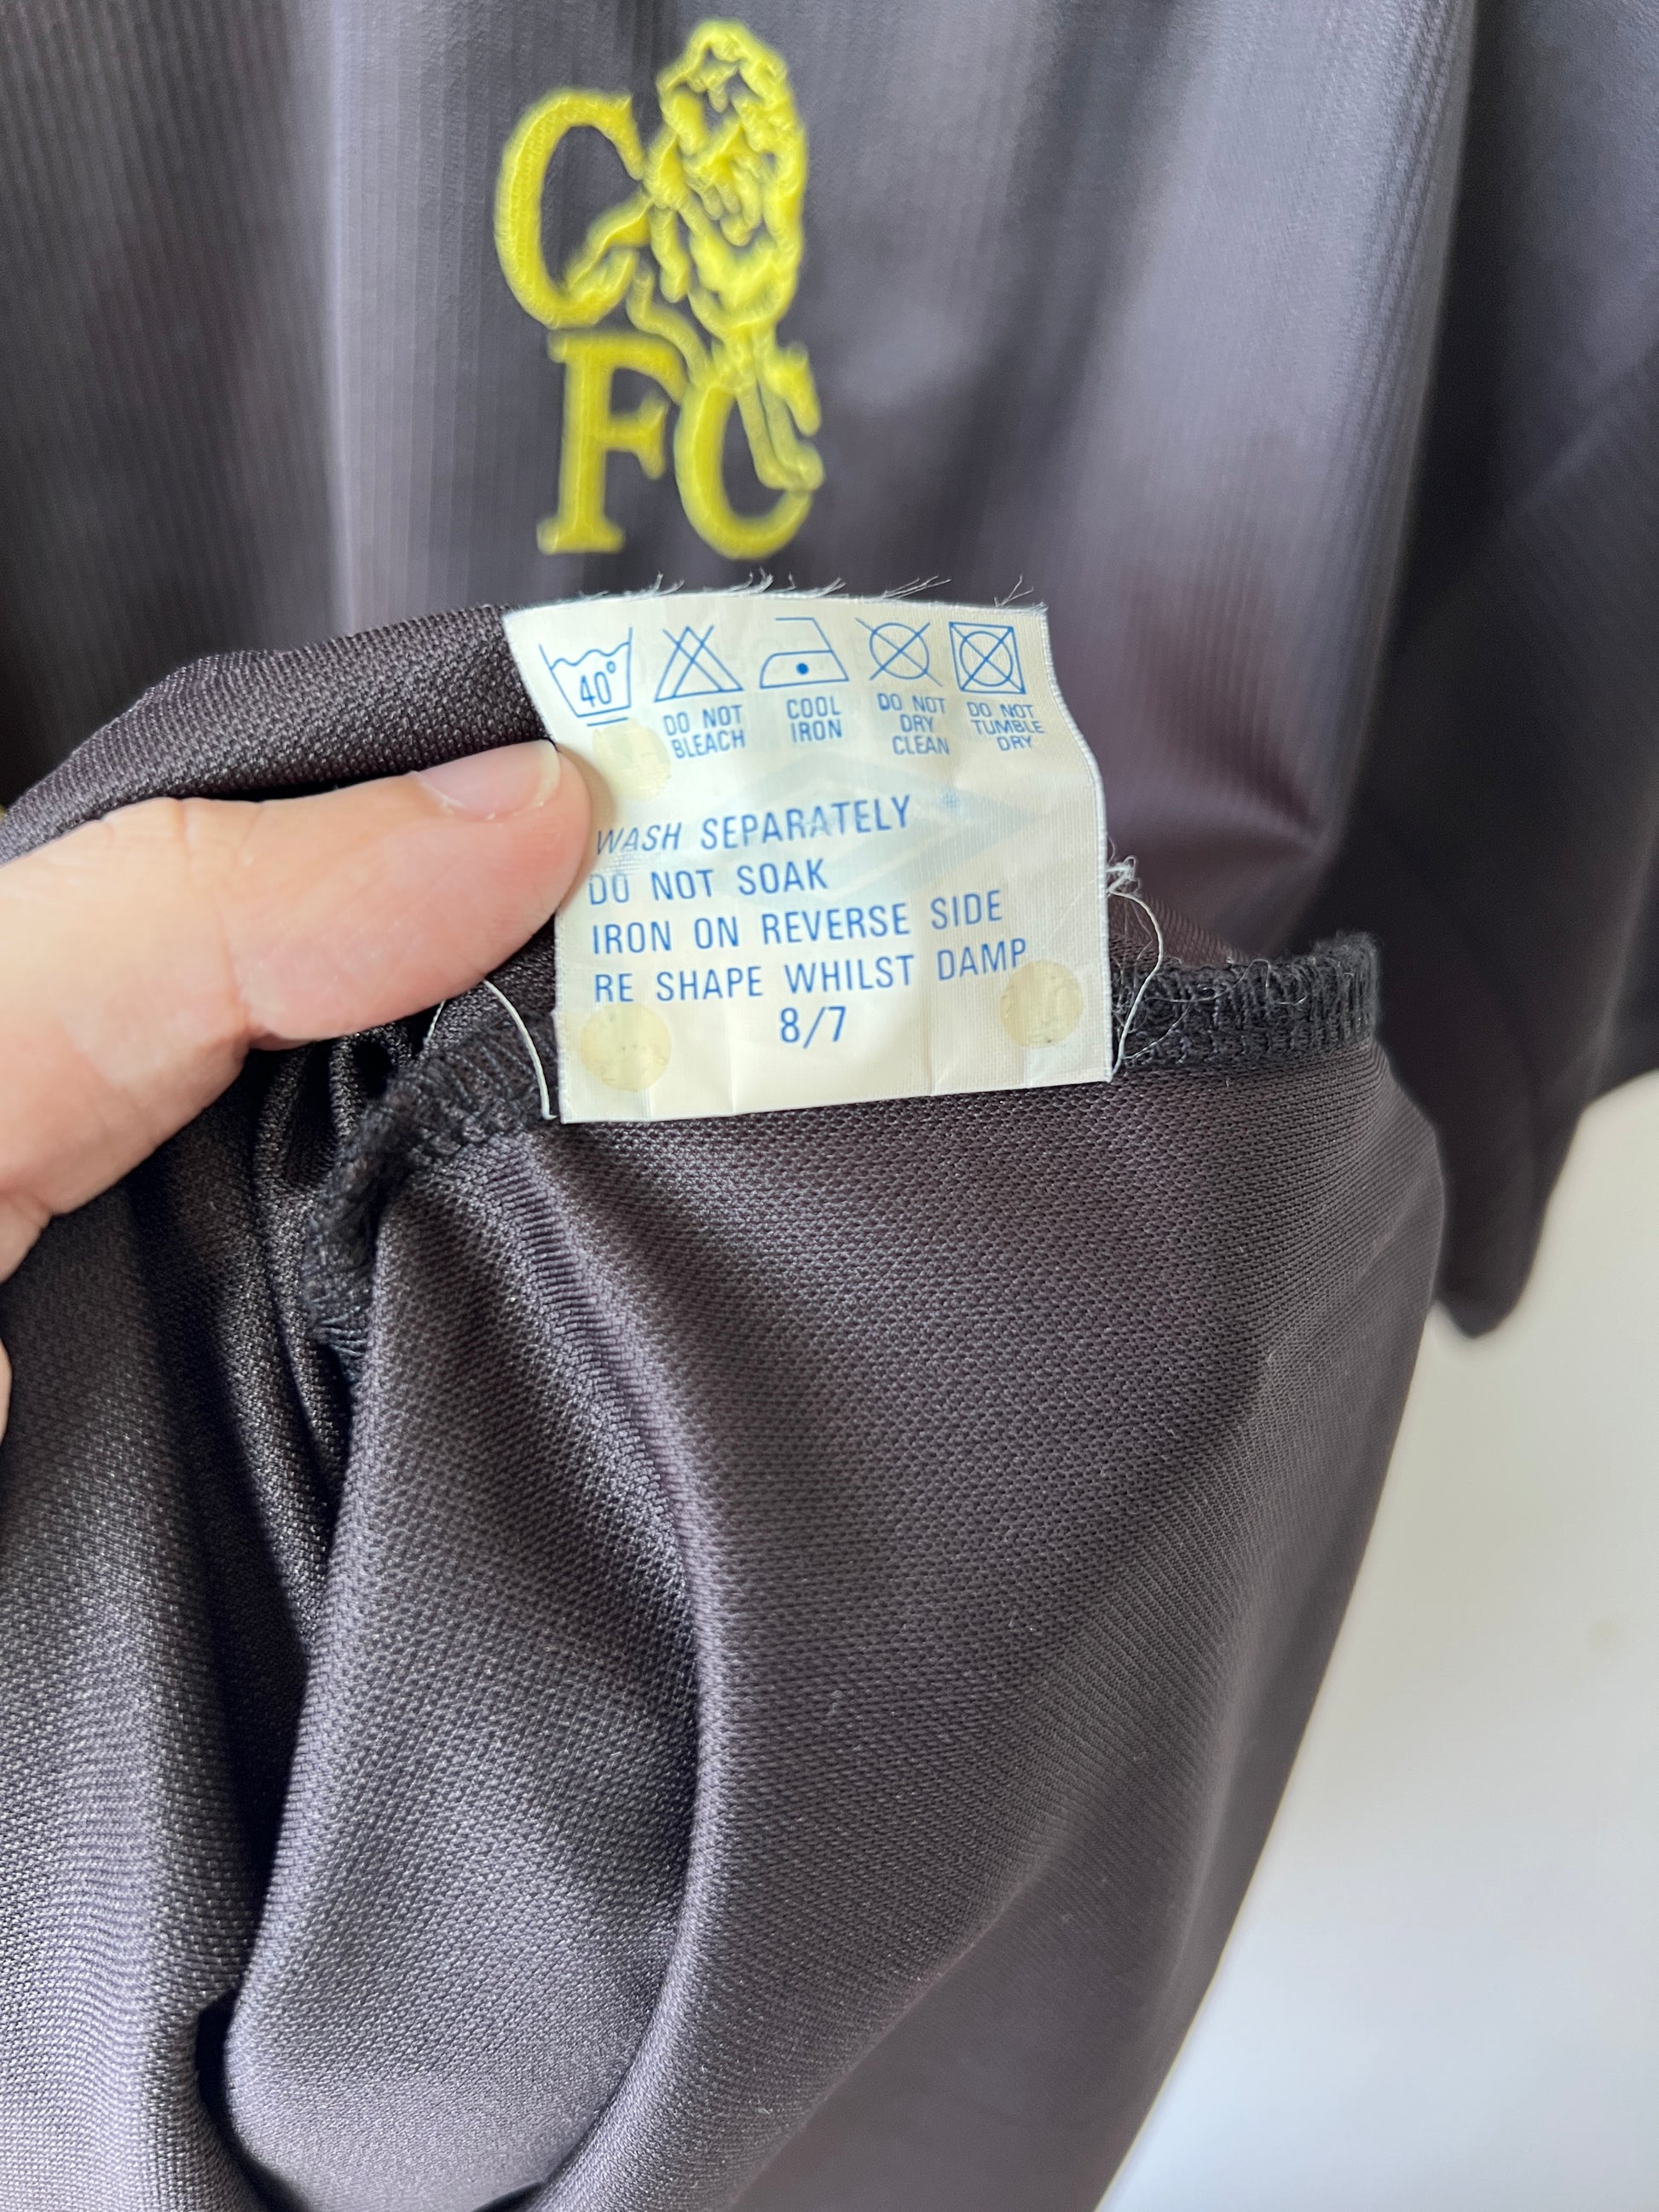 C
FC
40°
DO NOT
BLEACH
COOL
IRON
DO NOT
DRY
CLEAN
DO NOT
TUMBLE
DRY
WASH SEPARATELY
DO NOT SOAK
IRON ON REVERSE SIDE
RE SHAPE WHILST DAMP
8/7